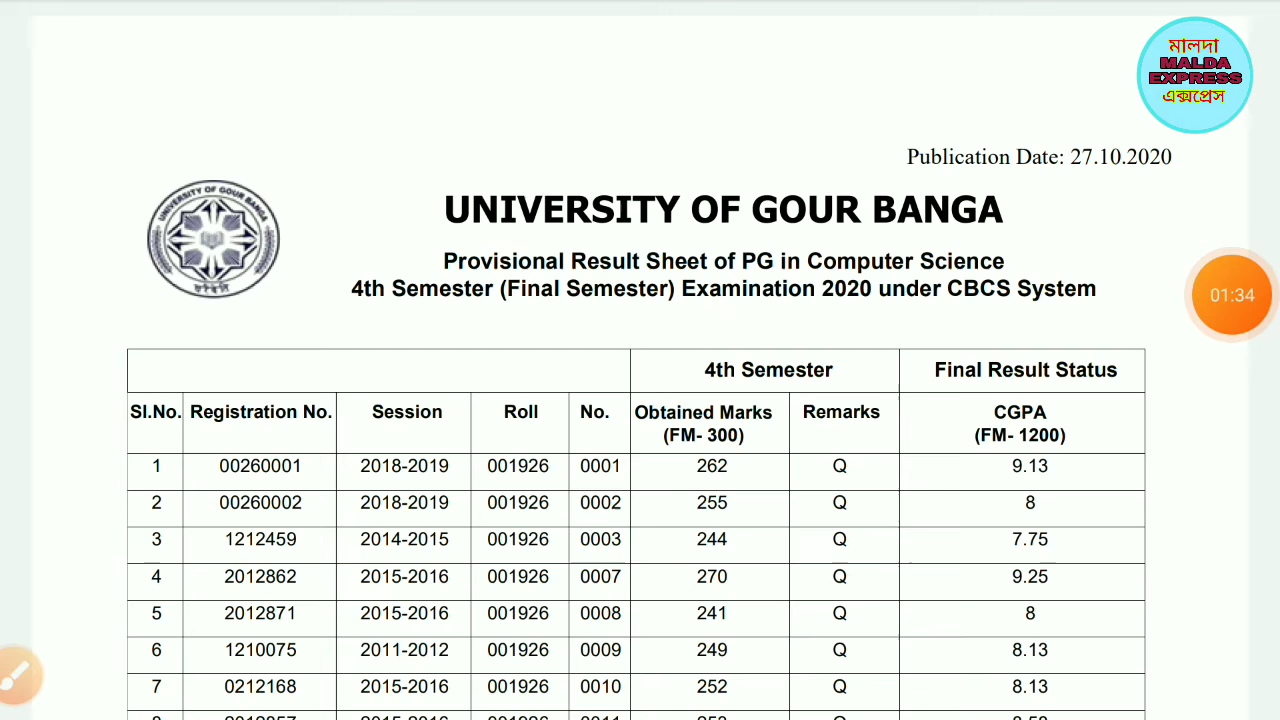 মালদা
MALDA
EXPRESS
এক্সপ্রেস
Publication Date: 27.10.2020
UNIVERSITY OF GOUR BANGA
UNIVERSITY OF GOUR BANGA
Provisional Result Sheet of PG in Computer Science
4th Semester (Final Semester) Examination 2020 under CBCS System
01:34
4th Semester Final Result Status
Sl.No. Registration No. Session Roll No. Obtained Marks Remarks CGPA
(FM- 300) (FM- 1200)
1 00260001 2018-2019 001926 0001 262 Q 9.13
2 00260002 2018-2019 001926 0002 255 Q 8
3 1212459 2014-2015 001926 0003 244 Q 7.75
4 2012862 2015-2016 001926 0007 270 Q 9.25
5 2012871 2015-2016 001926 0008 241 Q 8
6 1210075 2011-2012 001926 0009 249 Q 8.13
7 0212168 2015-2016 001926 0010 252 Q 8.13